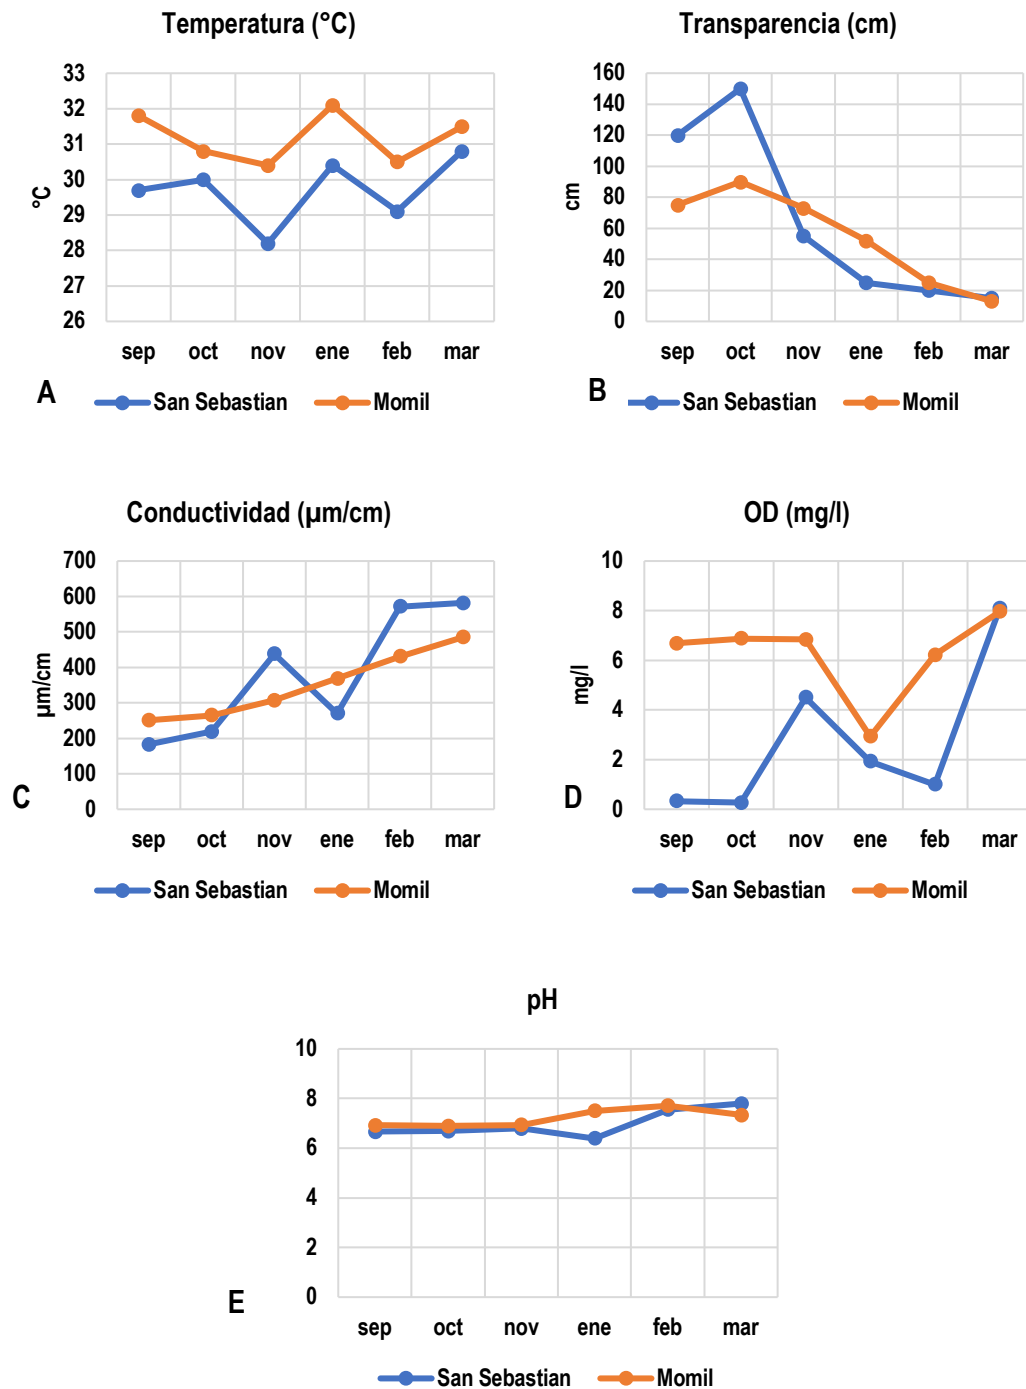 Temperatura (°C)
33
32
31
30
29
28
27
26
°C
sep oct nov ene feb mar
A
San Sebastian Momil
Transparencia (cm)
160
140
120
100
80
60
40
20
0
cm
sep oct nov ene feb mar
B
San Sebastian Momil
Conductividad (µm/cm)
700
600
500
400
300
200
100
0
µm/cm
sep oct nov ene feb mar
C
San Sebastian Momil
OD (mg/l)
10
8
6
4
2
0
mg/l
sep oct nov ene feb mar
D
San Sebastian Momil
pH
10
8
6
4
2
0
sep oct nov ene feb mar
E
San Sebastian Momil